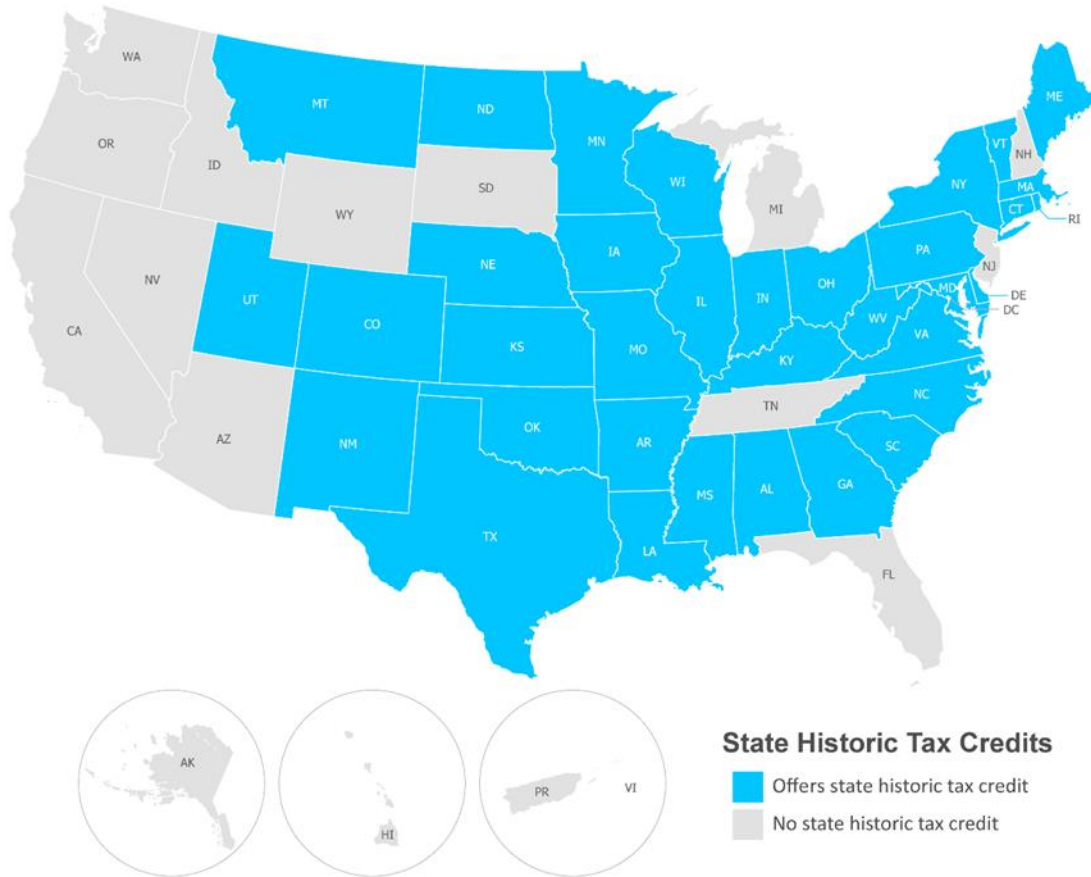 WA
MT
ND
MN
ME
OR
ID
SD
WI
VT
NH
NY
MA
WY
MI
CT
RI
IA
PA
NE
NJ
NV
UT
CO
IL
IN
OH
MD
DE
DC
WV
VA
CA
KS
MO
KY
NC
TN
AZ
NM
OK
AR
SC
MS
AL
GA
TX
LA
FL
AK
HI
PR
VI
State Historic Tax Credits
Offers state historic tax credit
No state historic tax credit